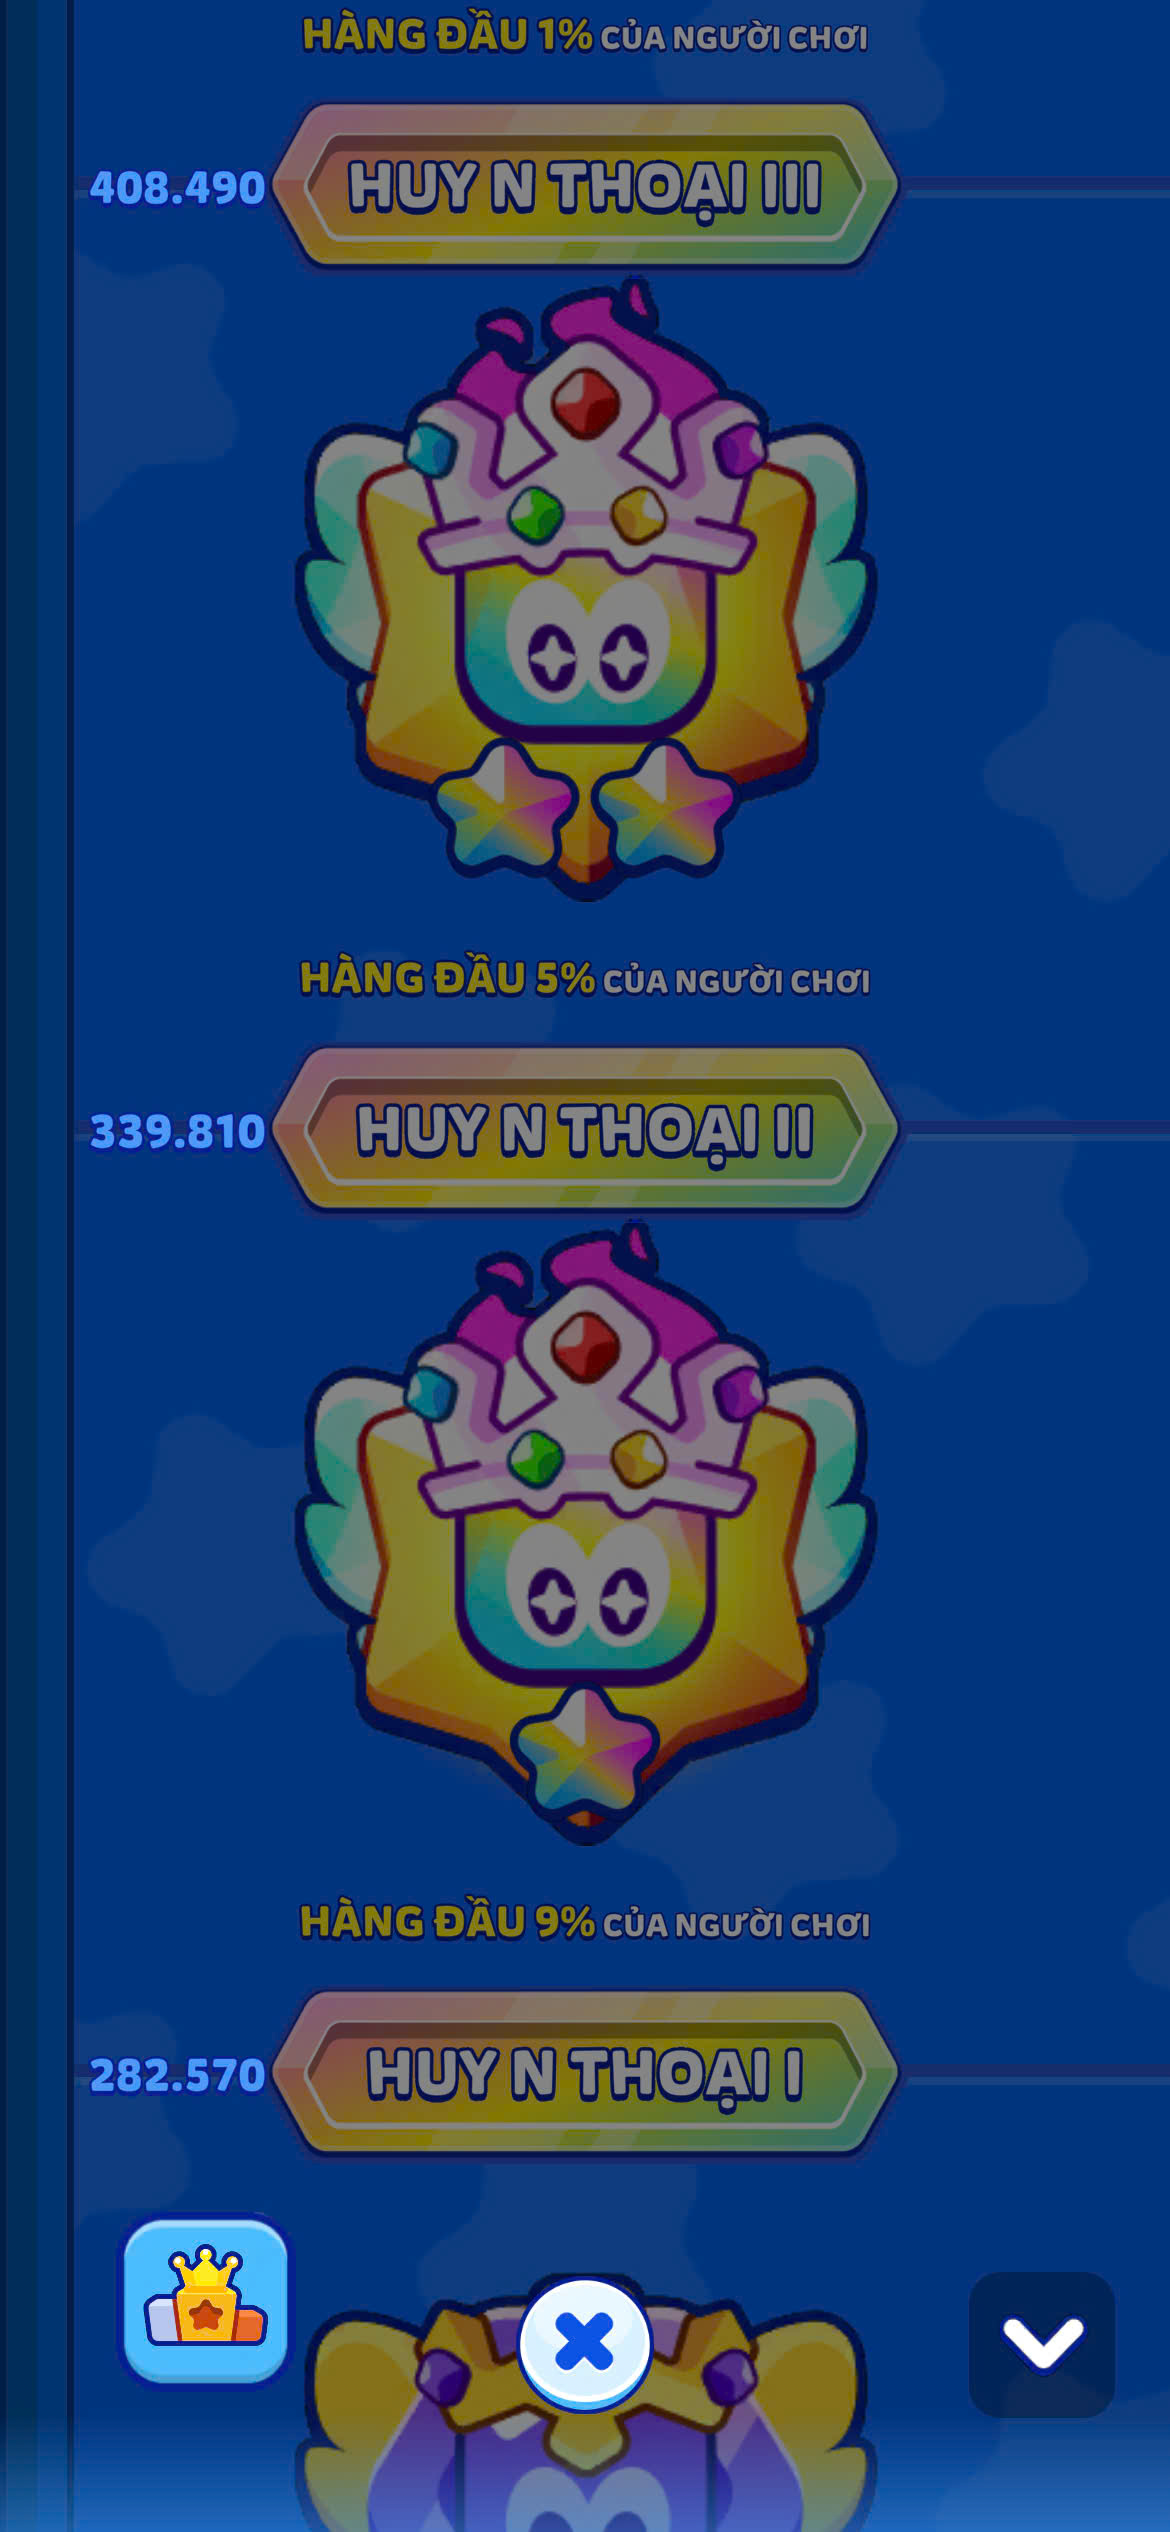 HÀNG ĐẦU 1% CỦA NGƯỜI CHƠI
408.490 HUY N THOẠI III
HÀNG ĐẦU 5% CỦA NGƯỜI CHƠI
339.810 HUY N THOẠI II
HÀNG ĐẦU 9% CỦA NGƯỜI CHƠI
282.570 HUY N THOẠI I